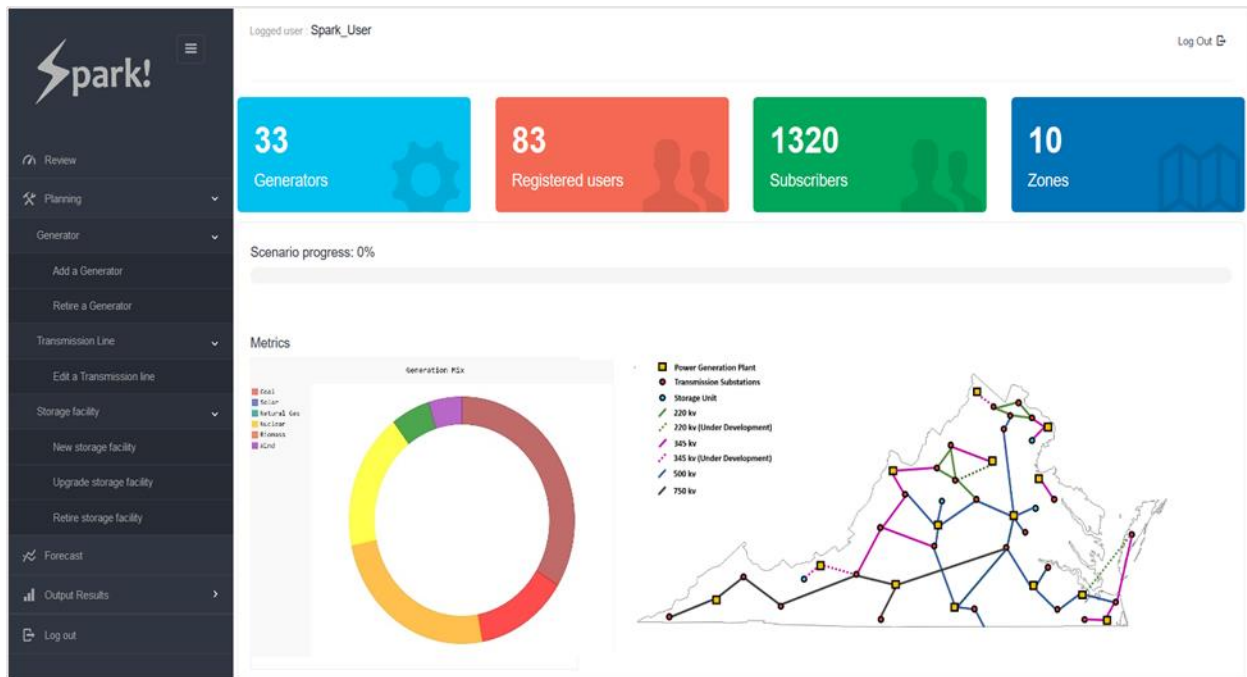 Spark!
Logged user : Spark_User
Log Out
33
Generators
83
Registered users
1320
Subscribers
10
Zones
Review
Planning
Generator
Add a Generator
Retire a Generator
Transmission Line
Edit a Transmission line
Storage facility
New storage facility
Upgrade storage facility
Retire storage facility
Forecast
Output Results
Log out
Scenario progress: 0%
Metrics
Generation Mix
Coal
Solar
Natural Gas
Nuclear
Biomass
Wind
Power Generation Plant
Transmission Substations
Storage Unit
220 kv
220 kv (Under Development)
345 kv
345 kv (Under Development)
500 kv
750 kv